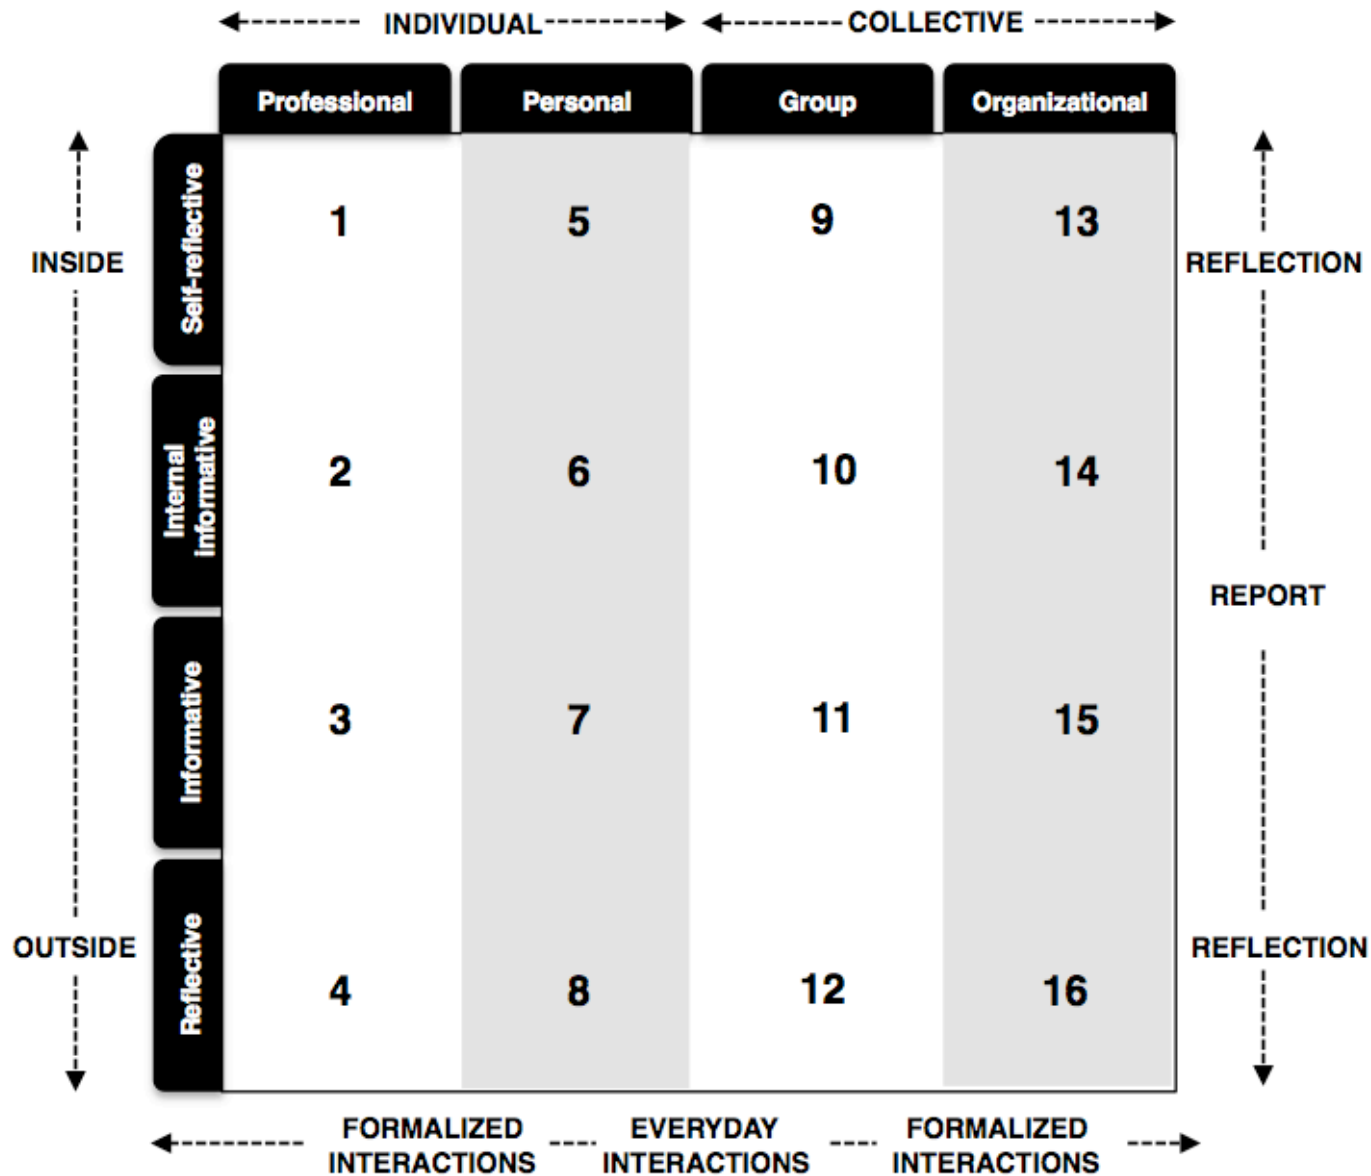 INDIVIDUAL COLLECTIVE
Professional Personal Group Organizational
Self-reflective
1 5 9 13
INSIDE REFLECTION
Internal
informative
2 6 10 14
REPORT
Informative
3 7 11 15
OUTSIDE REFLECTION
Reflective
4 8 12 16
FORMALIZED EVERYDAY FORMALIZED
INTERACTIONS INTERACTIONS INTERACTIONS